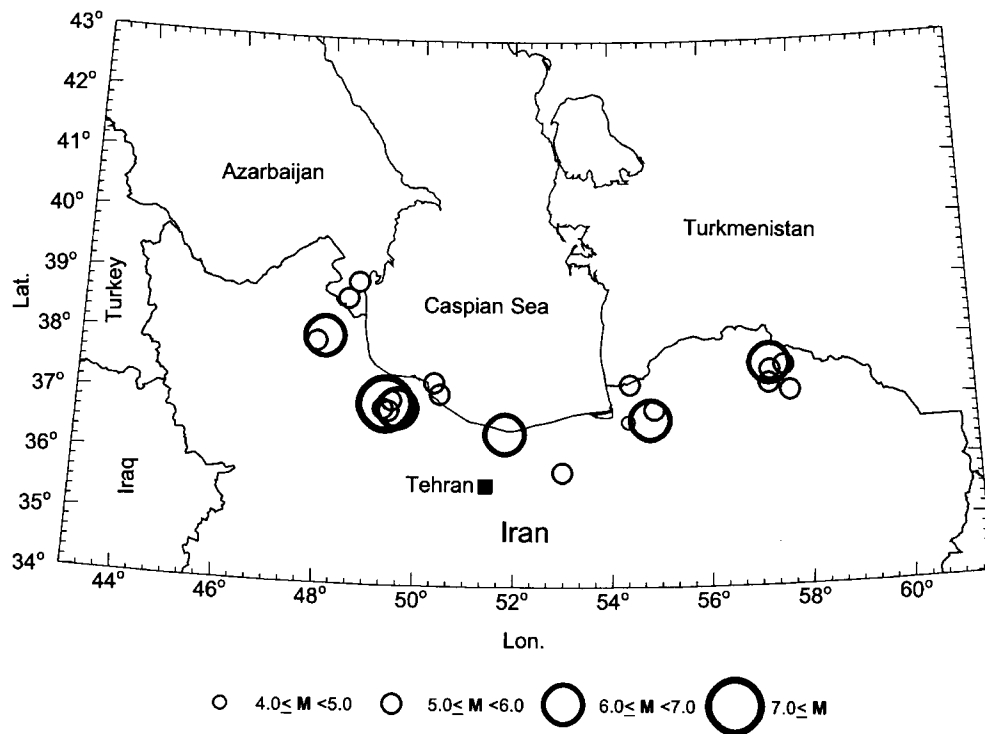 43°
42°
41°
40°
39°
38°
37°
36°
35°
34°
Lat.
Azarbaijan
Turkmenistan
Turkey
Caspian Sea
Iraq
Tehran
Iran
44° 46° 48° 50° 52° 54° 56° 58° 60°
Lon.
4.0≤ M <5.0 5.0≤ M <6.0 6.0≤ M <7.0 7.0≤ M